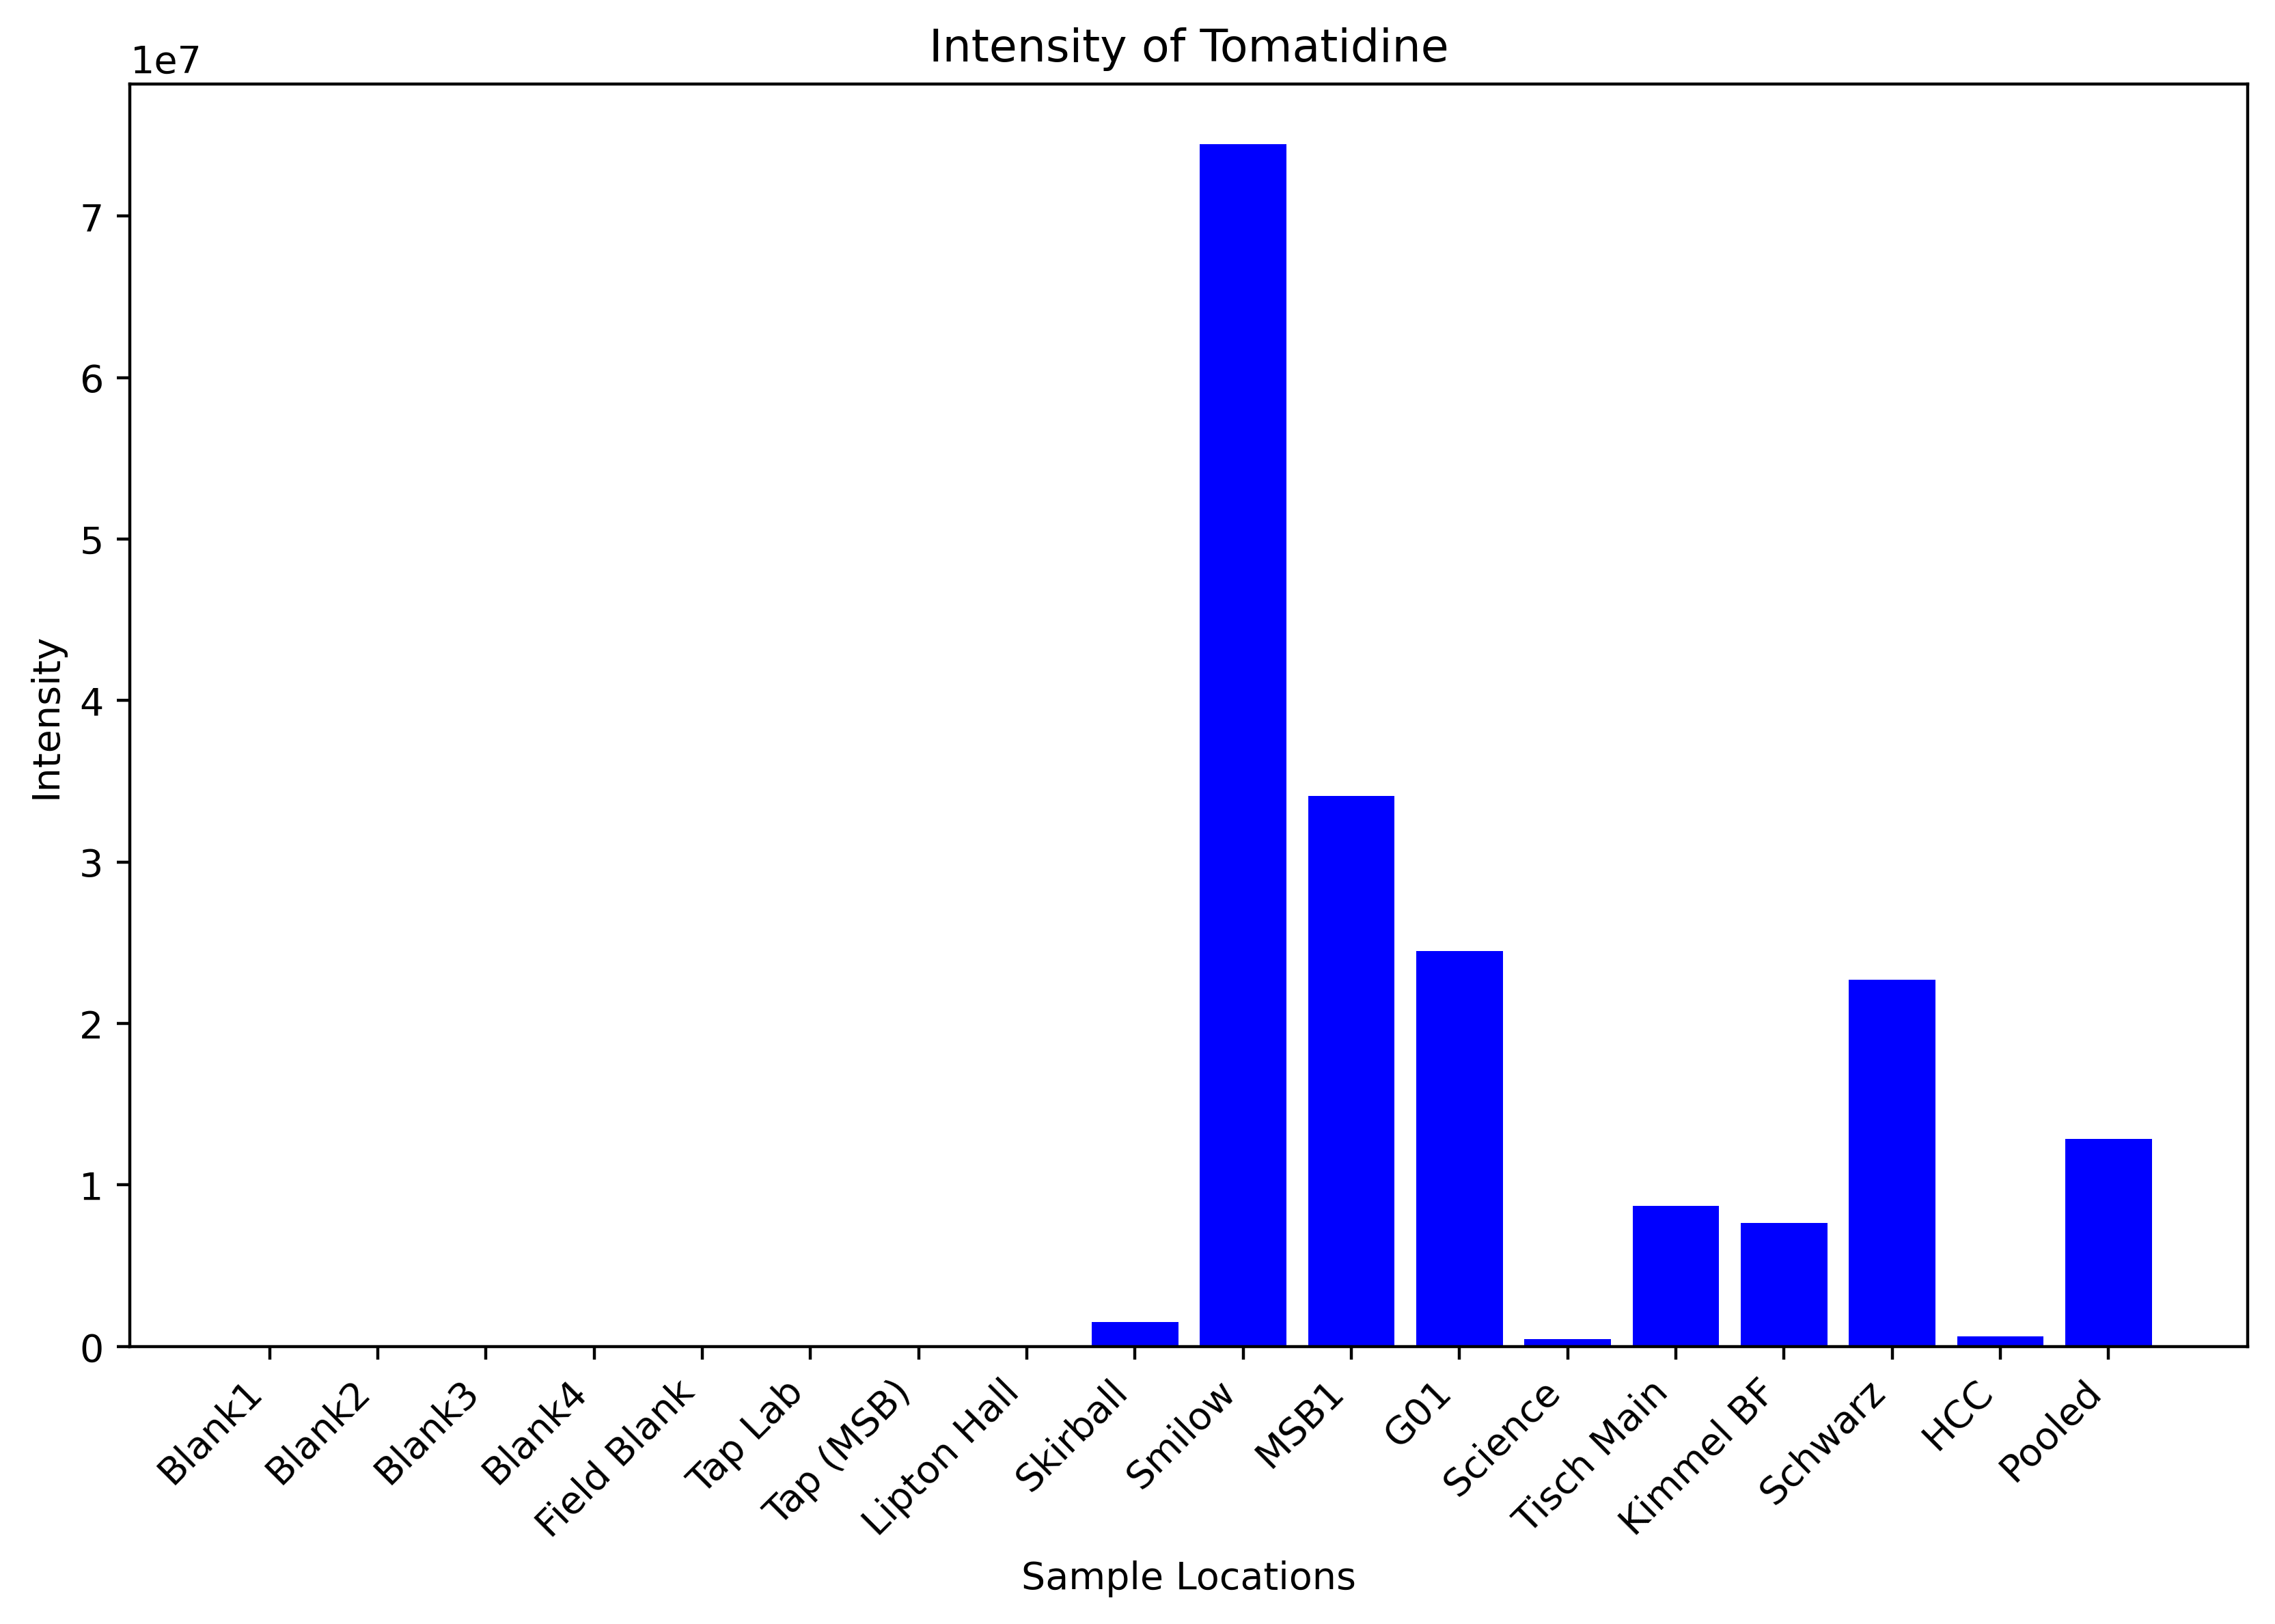 Intensity of Tomatidine
1e7
7
6
5
4
3
2
1
0
Intensity
Blank1
Blank2
Blank3
Blank4
Field Blank
Tap Lab
Tap (MSB)
Lipton Hall
Skirball
Smilow
MSB1
G01
Science
Tisch Main
Kimmel BF
Schwarz
HCC
Pooled
Sample Locations